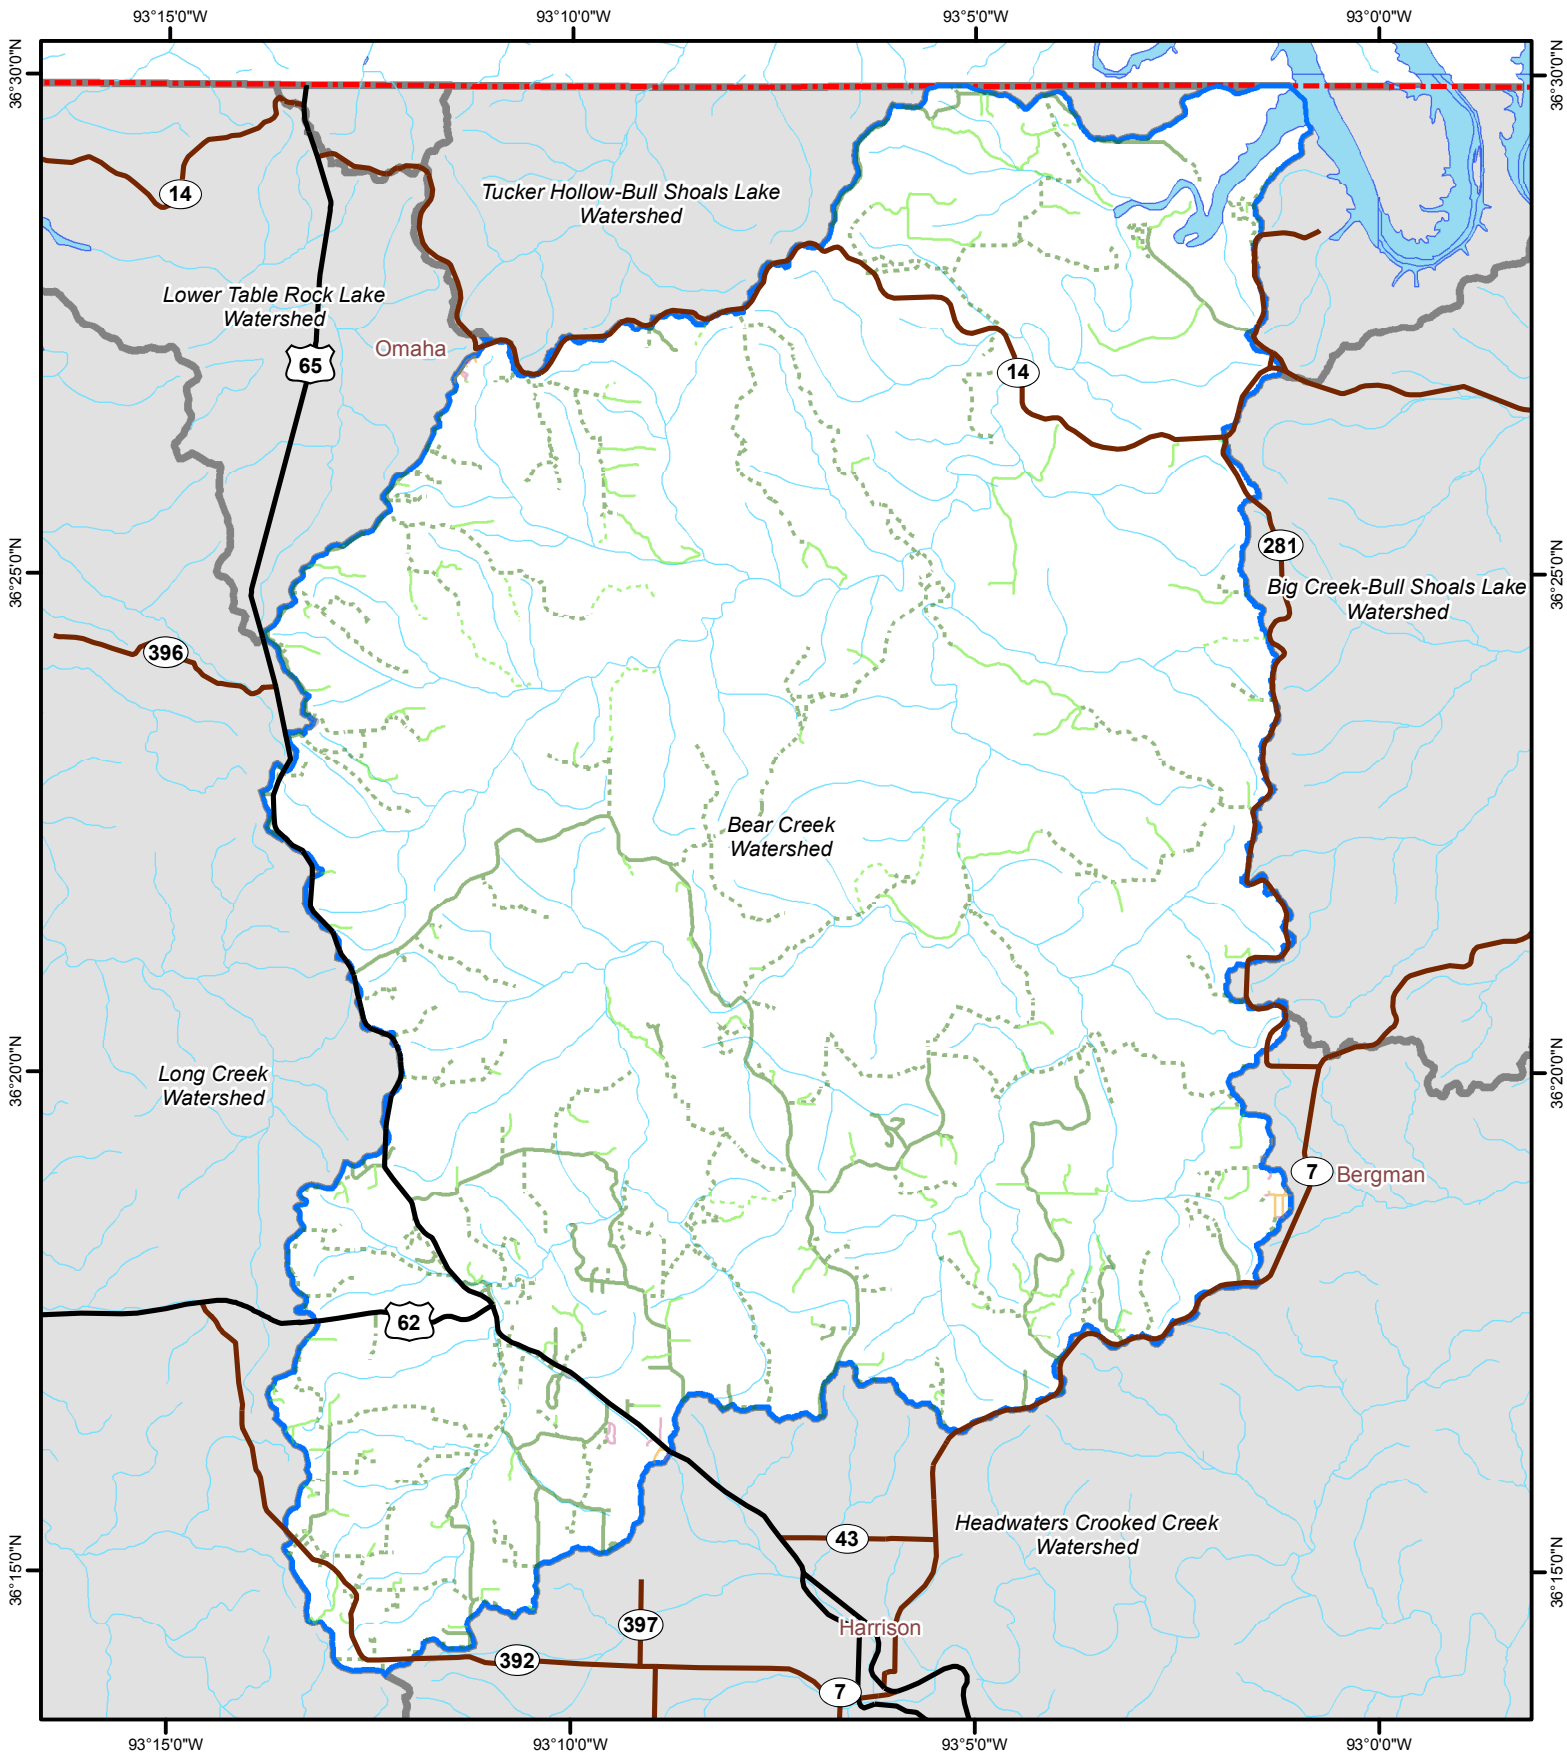 93°15'0"W
93°10'0"W
93°5'0"W
93°0'0"W
36°30'0"N
36°30'0"N
14
Tucker Hollow-Bull Shoals Lake
Watershed
Lower Table Rock Lake
Watershed
Omaha
65
14
281
36°25'0"N
36°25'0"N
Big Creek-Bull Shoals Lake
Watershed
396
Bear Creek
Watershed
36°20'0"N
36°20'0"N
Long Creek
Watershed
7
Bergman
62
Headwaters Crooked Creek
Watershed
43
36°15'0"N
36°15'0"N
397
Harrison
392
7
93°15'0"W
93°10'0"W
93°5'0"W
93°0'0"W